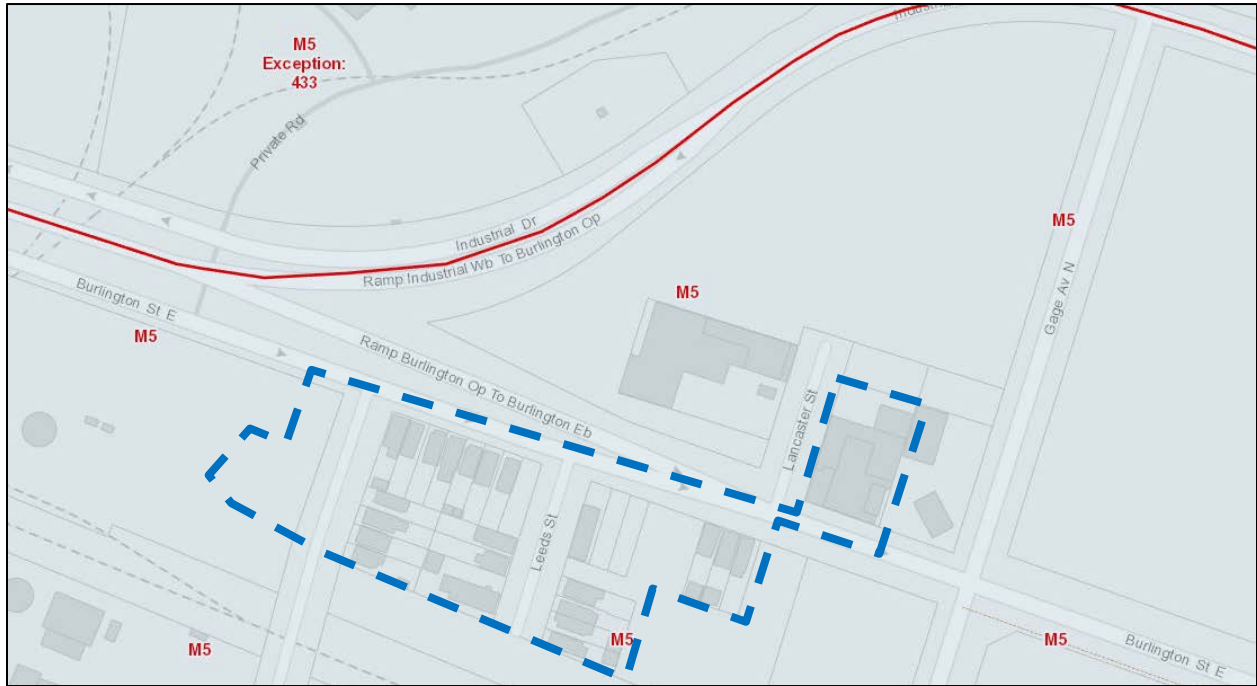 Industrial
M5
Exception:
433
Private Rd
Industrial Dr
Ramp Industrial Wb To Burlington Op
M5
Gage Av N
Burlington St E
M5
M5
Ramp Burlington Op To Burlington Eb
Lancaster St
Leeds St
M5
M5
M5
Burlington St E